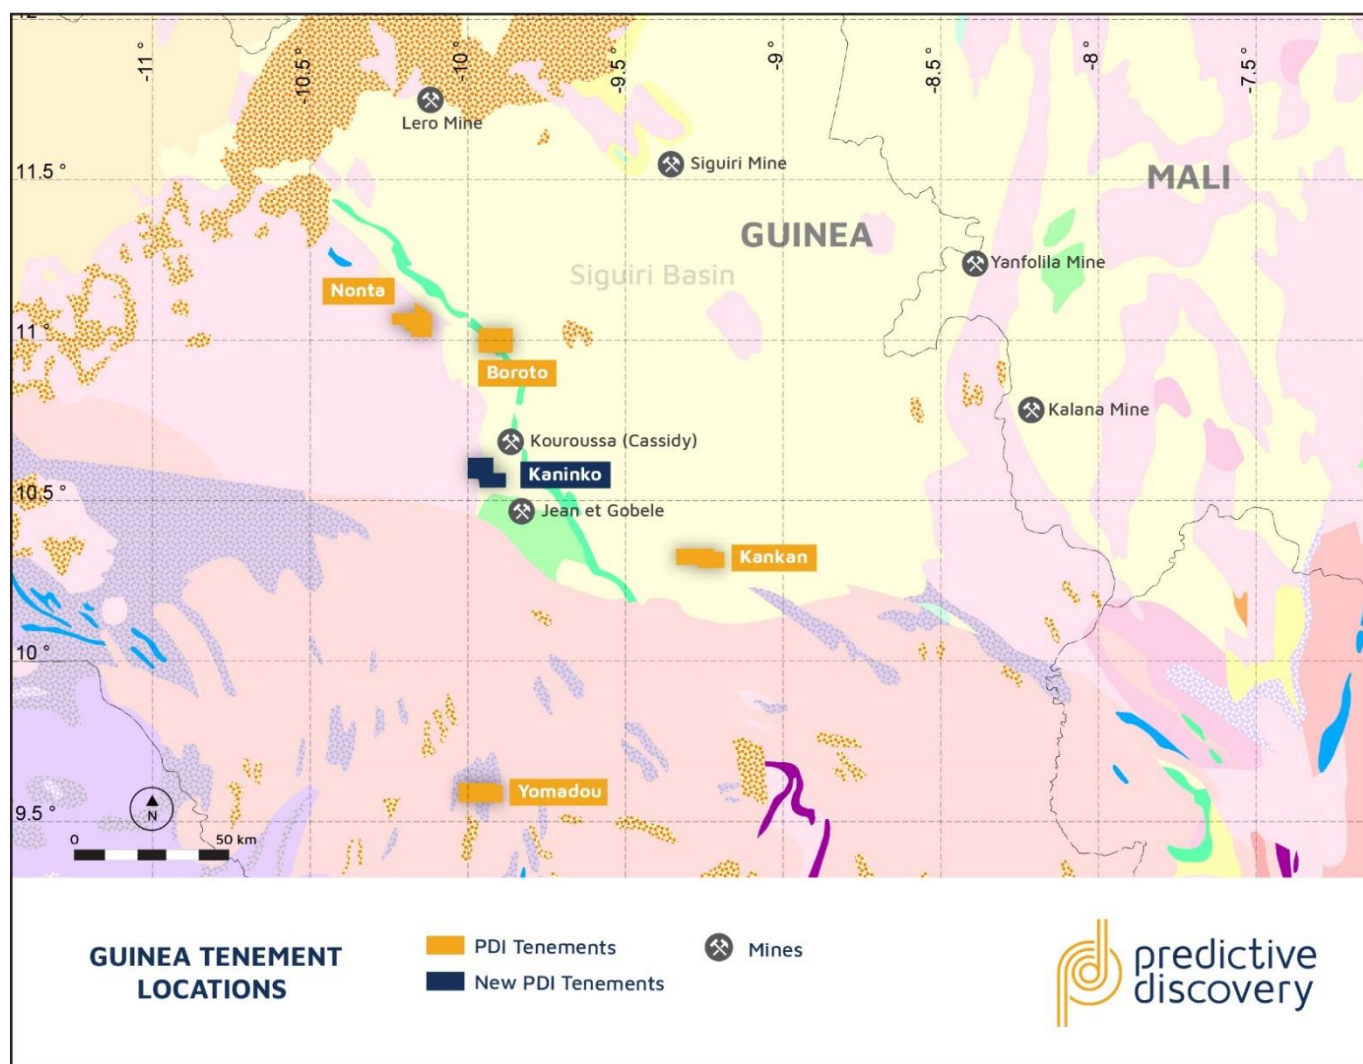 12 °
-11 °
-10.5 °
-10 °
-9.5 °
-9 °
-8.5 °
-8 °
-7.5 °
Lero Mine
Siguiri Mine
11.5 °
MALI
GUINEA
Siguiri Basin
Yanfolila Mine
Nonta
11 °
Boroto
Kalana Mine
Kouroussa (Cassidy)
Kaninko
10.5 °
Jean et Gobele
Kankan
10 °
Yomadou
9.5 °
N
0 50 km
GUINEA TENEMENT
LOCATIONS
PDI Tenements
New PDI Tenements
Mines
predictive
discovery